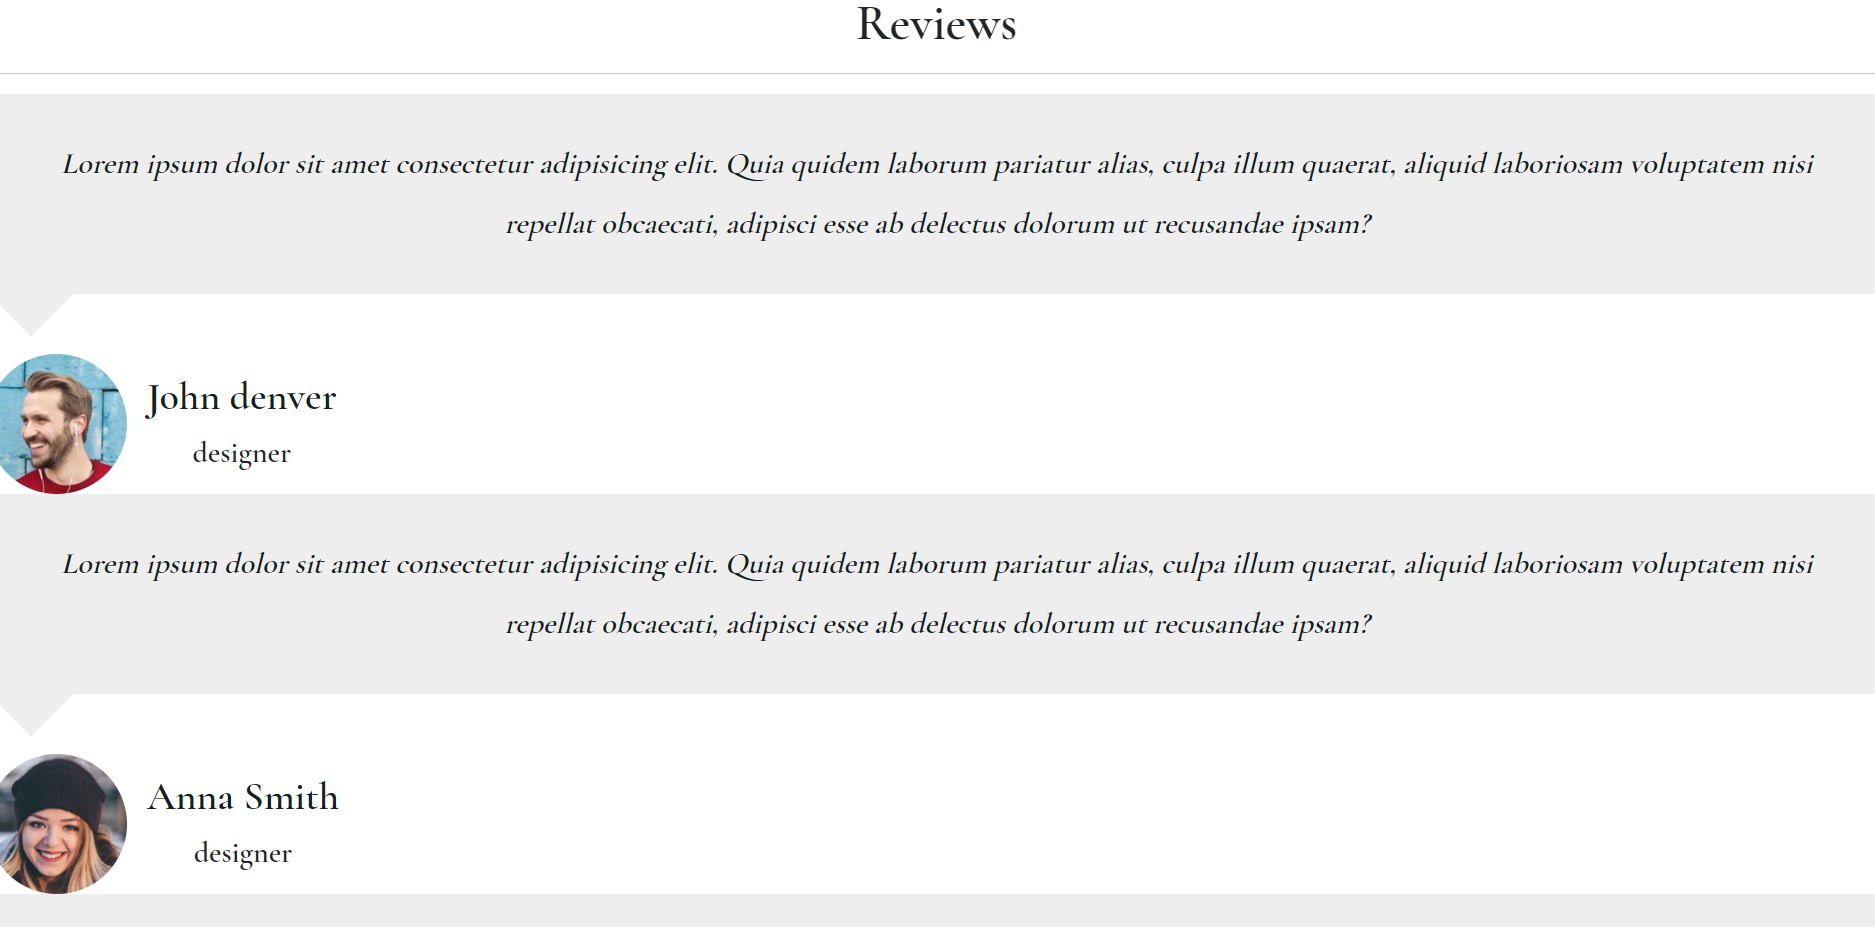 Reviews
Lorem ipsum dolor sit amet consectetur adipisicing elit. Quia quidem laborum pariatur alias, culpa illum quaerat, aliquid laboriosam voluptatem nisi
repellat obcaecati, adipisci esse ab delectus dolorum ut recusandae ipsam?
John denver
designer
Lorem ipsum dolor sit amet consectetur adipisicing elit. Quia quidem laborum pariatur alias, culpa illum quaerat, aliquid laboriosam voluptatem nisi
repellat obcaecati, adipisci esse ab delectus dolorum ut recusandae ipsam?
Anna Smith
designer